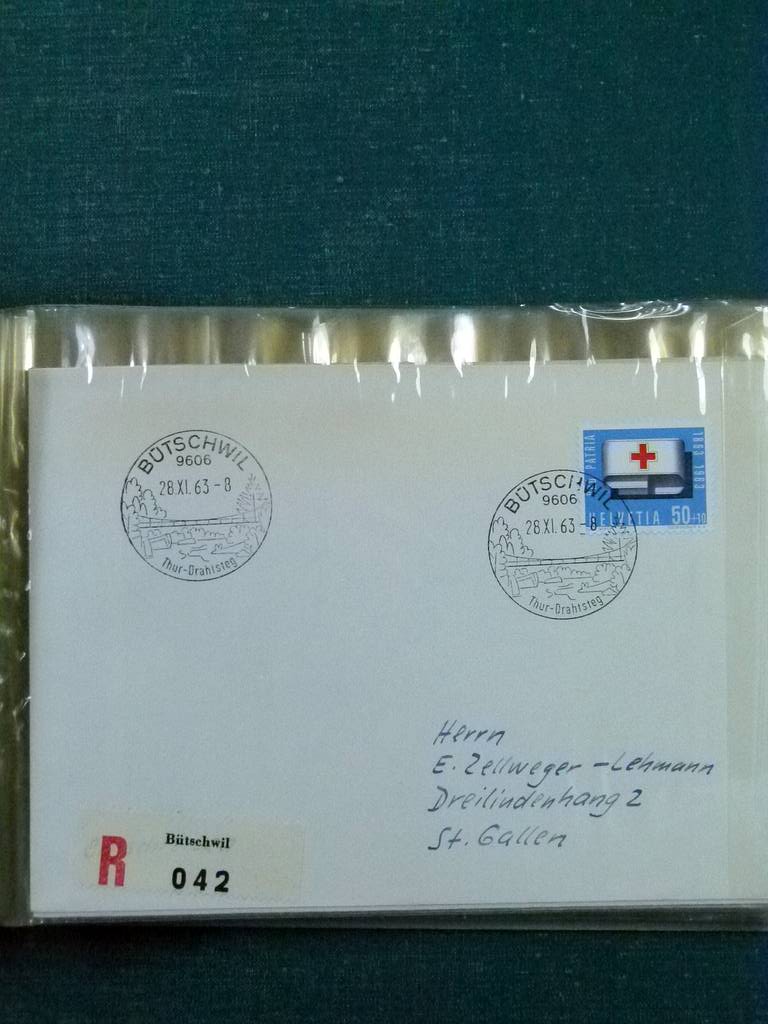 BÜTSCHWIL
9606
28.XI.63-8
Thur-Drahtsteg
PRO PATRIA
1863 1963
HELVETIA 50+10
BÜTSCHWIL
9606
28.XI.63-8
Thur-Drahtsteg
Herrn
E. Zellweger-Lehmann
Dreilindenhang 2
St. Gallen
R
Bütschwil
042